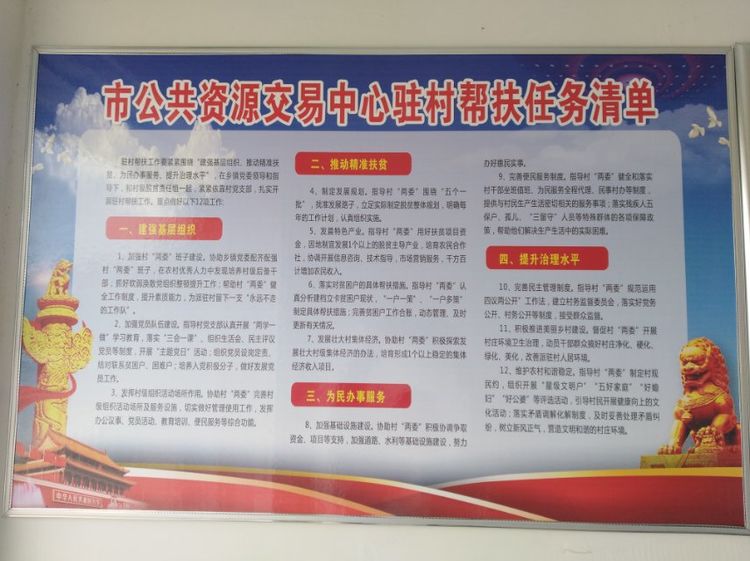 市公共资源交易中心驻村帮扶任务清单
驻村帮扶工作要紧紧围绕“建强基层组织、推动精准扶
贫、为民办事服务、提升治理水平”，在乡镇党委领导和指
导下，和村脱贫责任组一起，紧紧依靠村党支部，扎实开
展驻村帮扶工作。重点做好以下12项工作：
一、建强基层组织
1、加强村“两委”班子建设。协助乡镇党委配齐配强
村“两委”班子，在农村优秀人力中发现培养村级后备干
部；抓好软弱涣散党组织整顿提升工作；帮助村“两委”健
全工作制度，提升素质能力，为派驻村留下一支“永远不走
的工作队”。
2、加强党员队伍建设。指导村党支部认真开展“两学一
做”学习教育，落实“三会一课”、组织生活会、民主评议
党员等制度，开展“主题党日”活动；组织党员设岗定责、
结对联系贫困户、困难户；培养入党积极分子，做好发展党员
工作。
3、发挥村级组织活动场所作用。协助村“两委”完善村
级组织活动场所及服务设施，切实做好管理使用工作，发挥
办公议事、党员活动、教育培训、便民服务等综合功能。
二、推动精准扶贫
4、制定发展规划。指导村“两委”围绕“五个一
批”，找准发展路子，立足实际制定脱贫整体规划，明确每
年的工作计划，认真组织实施。
5、发展特色产业。指导村“两委”用好扶贫项目资
金，因地制宜发展1个以上的脱贫主导产业，培育农民合作
社，协调开展信息咨询、技术指导，市场营销服务，千方百
计增加农民收入。
6、落实对贫困户的具体帮扶措施。指导村“两委”认
真分析建档立卡贫困户现状，“一户一策”、“一户多策”
制定具体帮扶措施；完善贫困户工作台账，动态管理、及时
更新有关情况。
7、发展壮大村集体经济。协助村“两委”积极探索发
展壮大村集体经济的办法，培育形成1个以上稳定的集体经
济收入项目。
三、为民办事服务
8、加强基础设施建设。协助村“两委”积极协调争取
资金、项目等支持，加强道路、水利等基础设施建设，努力
办好惠民实事。
9、完善便民服务制度。指导村“两委”健全和落实
村干部坐班值班、为民服务全程代理、民事村办等制度，
提供与村民生产生活密切相关的服务事项；落实残疾人五
保户、孤儿、“三留守”人员等特殊群体的各项保障政
策，帮助他们解决生产生活中的实际困难。
四、提升治理水平
10、完善民主管理制度。指导村“两委”规范运用
四议两公开”工作法，建立村务监督委员会，落实好党务
公开、村务公开等制度，接受群众监督。
11、积极推进美丽乡村建设。督促村“两委”开展
村庄环境卫生治理，动员干部群众搞好村庄净化、硬化、
绿化、美化，改善派驻村人居环境。
12、维护农村和谐稳定。指导村“两委”制定村规
民约，组织开展“星级文明户”“五好家庭”“好媳
妇”“好公婆”等评选活动，引导村民开展健康向上的文
化活动；落实矛盾调解化解制度，及时妥善处理矛盾纠
纷，树立新风正气，营造文明和谐的村庄环境。